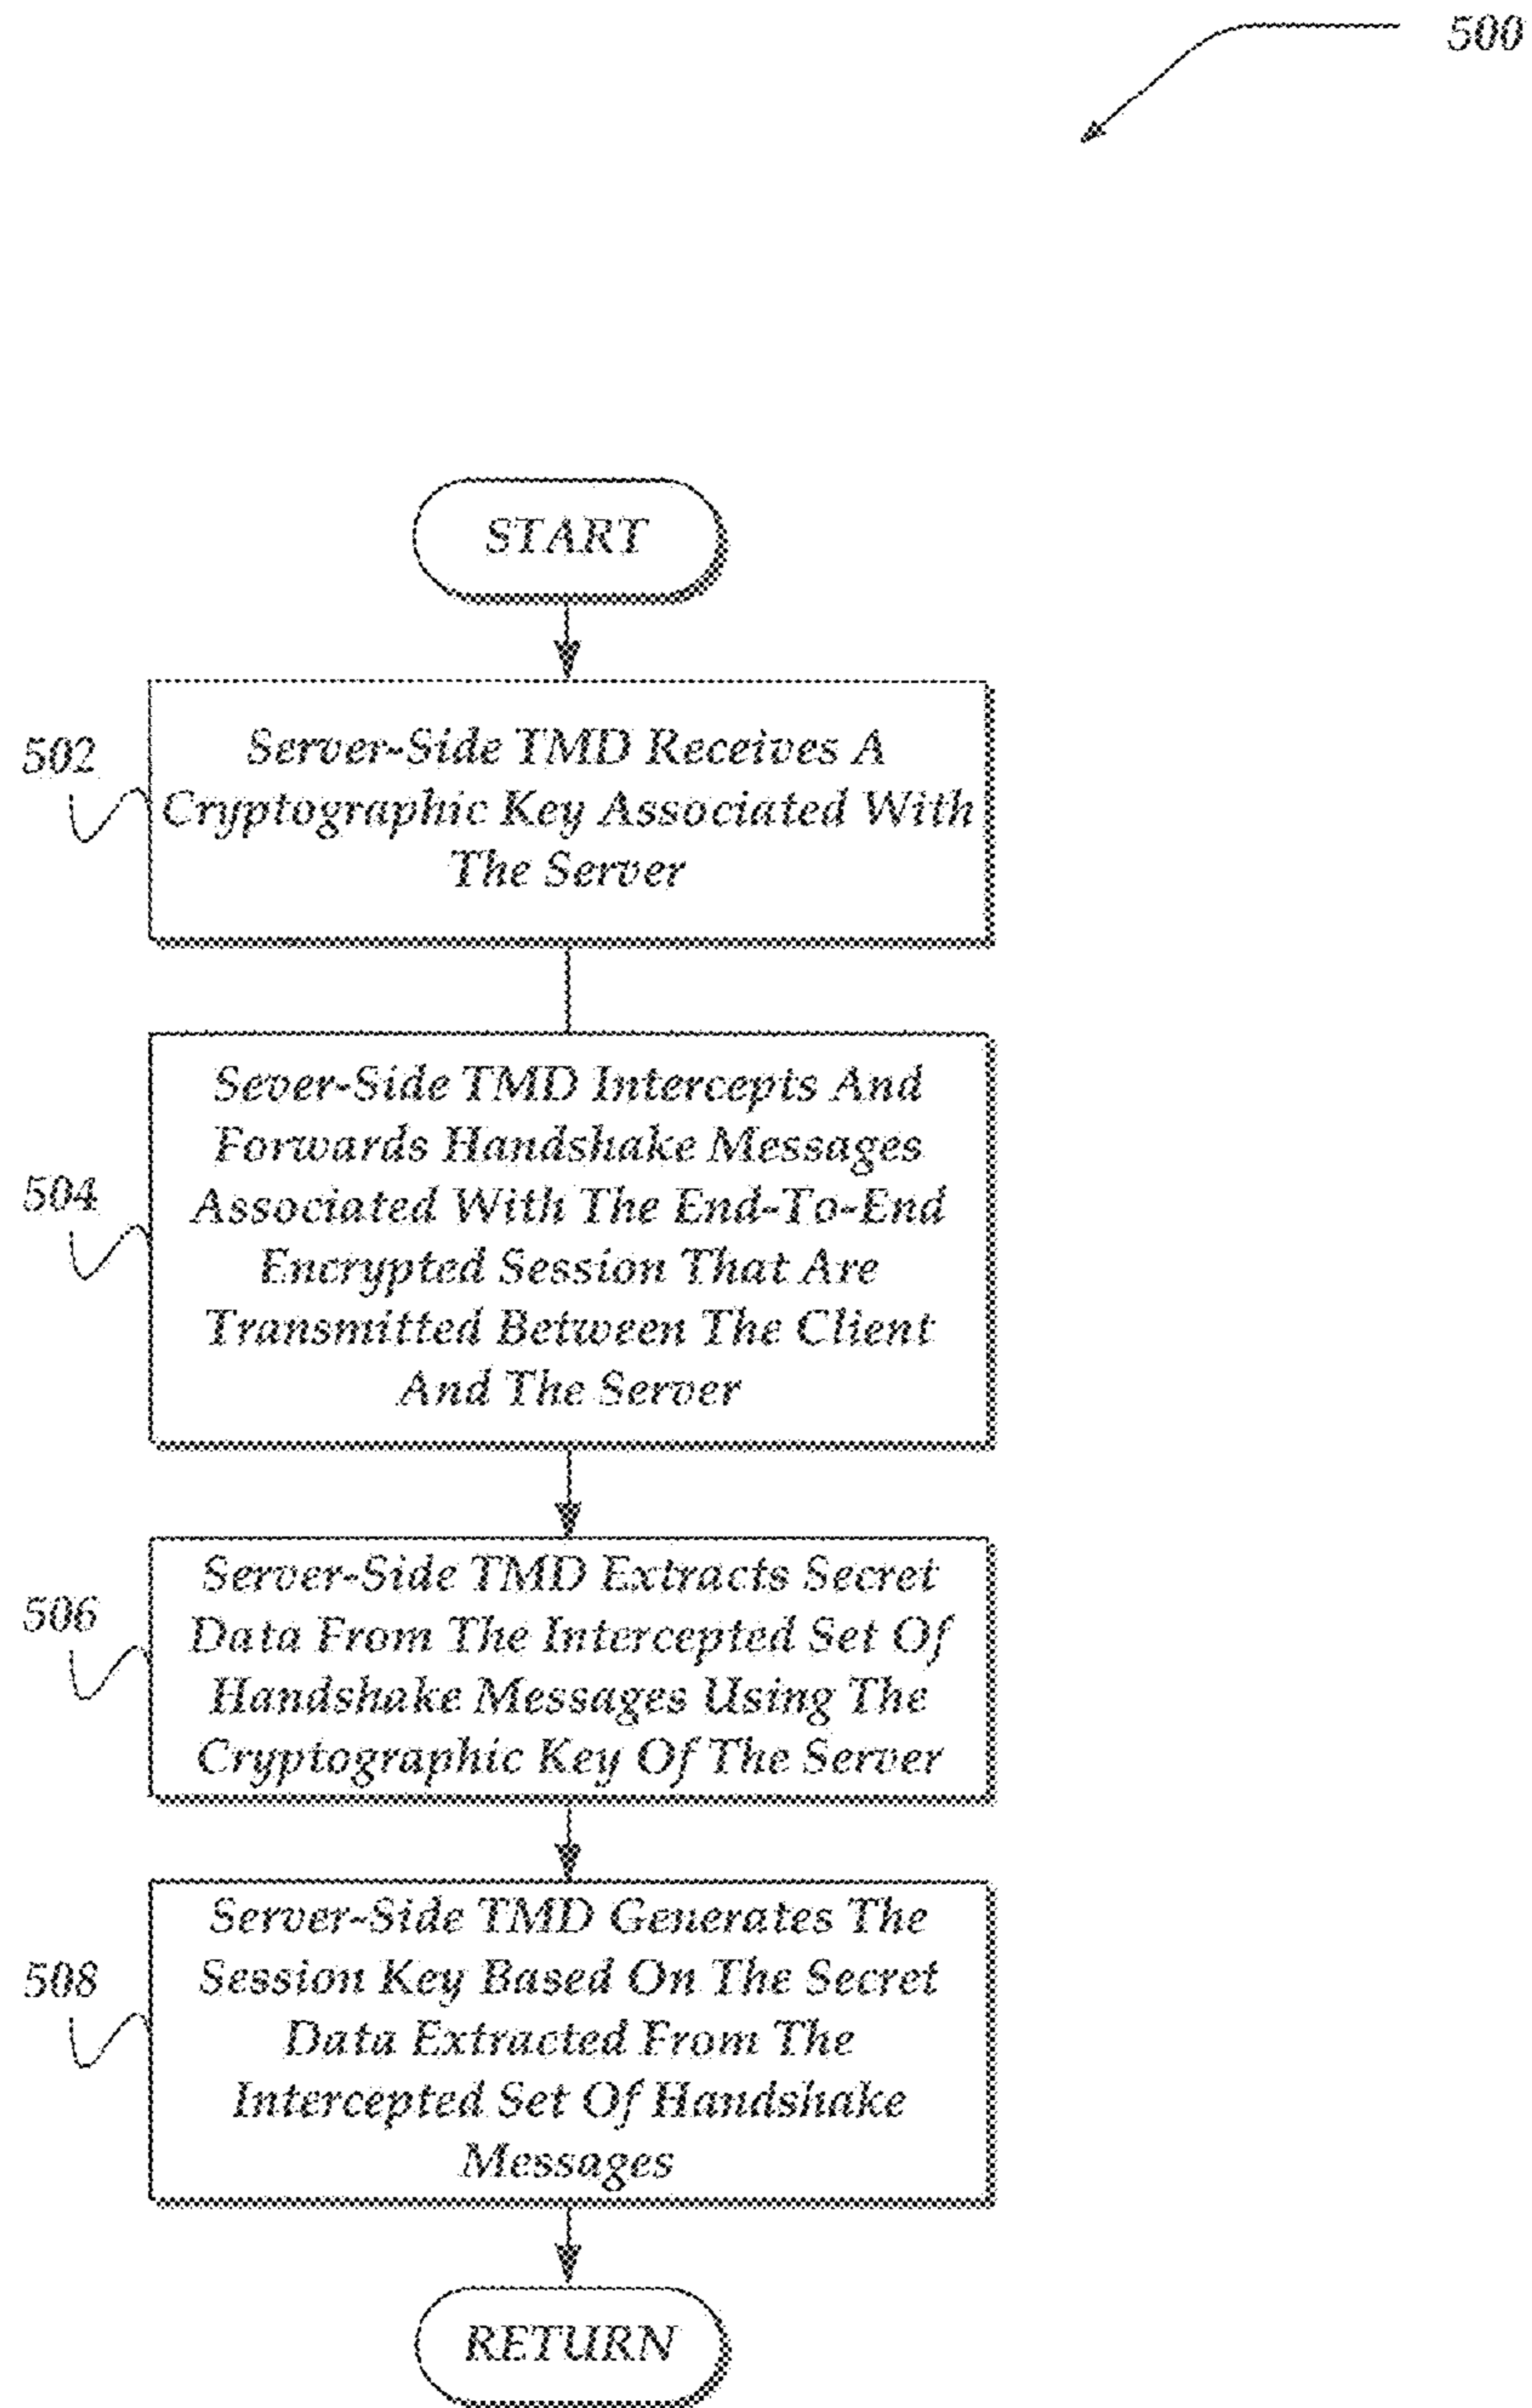 500
START
502
Server-Side TMD Receives A
Cryptographic Key Associated With
The Server
504
Sever-Side TMD Intercepts And
Forwards Handshake Messages
Associated With The End-To-End
Encrypted Session That Are
Transmitted Between The Client
And The Server
506
Server-Side TMD Extracts Secret
Data From The Intercepted Set Of
Handshake Messages Using The
Cryptographic Key Of The Server
508
Server-Side TMD Generates The
Session Key Based On The Secret
Data Extracted From The
Intercepted Set Of Handshake
Messages
RETURN